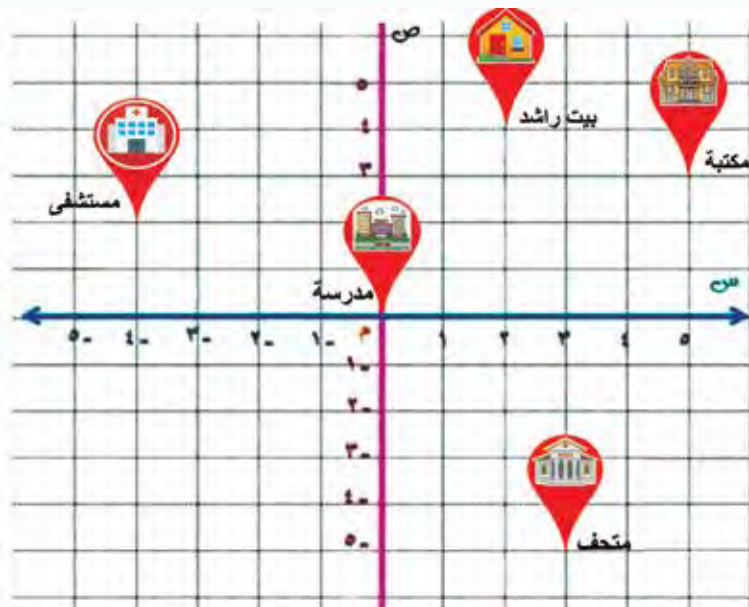 ص
٥
بيت راشد
٤
مكتبة
٣
مستشفى
مدرسة
س
-٥ -٤ -٣ -٢ -١ م ١ ٢ ٣ ٤ ٥
-١
-٢
-٣
-٤
متحف
-٥